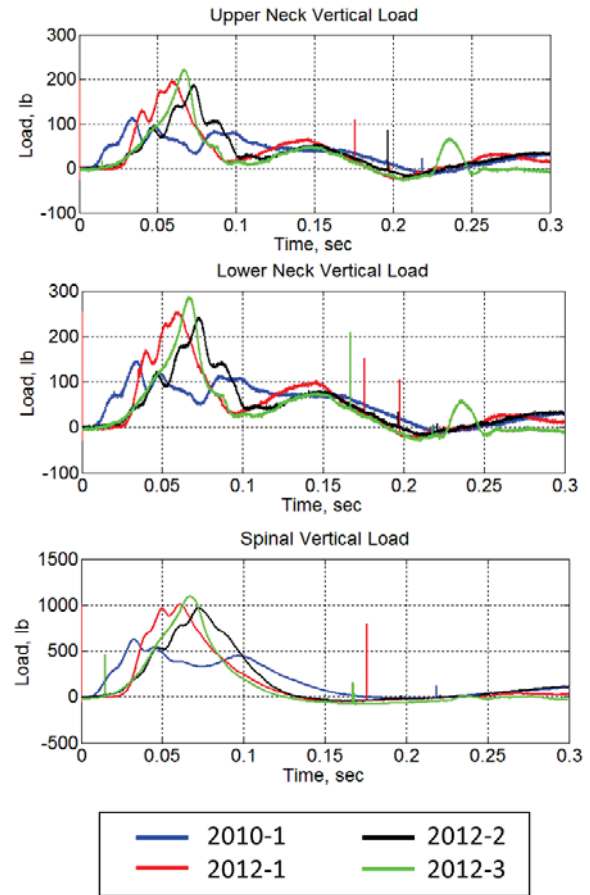 Upper Neck Vertical Load
300
200
100
0
-100
Load, lb
0 0.05 0.1 0.15 0.2 0.25 0.3
Time, sec
Lower Neck Vertical Load
300
200
100
0
-100
Load, lb
0 0.05 0.1 0.15 0.2 0.25 0.3
Time, sec
Spinal Vertical Load
1500
1000
500
0
-500
Load, lb
0 0.05 0.1 0.15 0.2 0.25 0.3
Time, sec
2010-1 2012-2
2012-1 2012-3